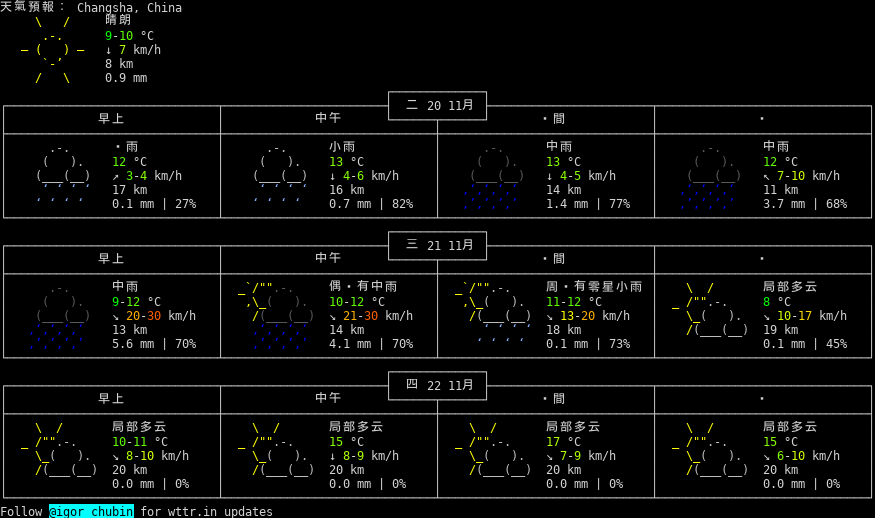 天氣預報： Changsha, China
晴朗
9-10 °C
↓ 7 km/h
8 km
0.9 mm
二 20 11月
早上 中午 ・間 ・
・雨 小雨 中雨 中雨
12 °C 13 °C 13 °C 12 °C
↗ 3-4 km/h ↓ 4-6 km/h ↓ 4-5 km/h ↖ 7-10 km/h
17 km 16 km 14 km 11 km
0.1 mm | 27% 0.7 mm | 82% 1.4 mm | 77% 3.7 mm | 68%
三 21 11月
早上 中午 ・間 ・
中雨 偶・有中雨 周・有零星小雨 局部多云
9-12 °C 10-12 °C 11-12 °C 8 °C
↘ 20-30 km/h ↘ 21-30 km/h ↘ 13-20 km/h ↘ 10-17 km/h
13 km 14 km 18 km 19 km
5.6 mm | 70% 4.1 mm | 70% 0.1 mm | 73% 0.1 mm | 45%
四 22 11月
早上 中午 ・間 ・
局部多云 局部多云 局部多云 局部多云
10-11 °C 15 °C 17 °C 15 °C
↘ 8-10 km/h ↓ 8-9 km/h ↘ 7-9 km/h ↘ 6-10 km/h
20 km 20 km 20 km 20 km
0.0 mm | 0% 0.0 mm | 0% 0.0 mm | 0% 0.0 mm | 0%
Follow @igor_chubin for wttr.in updates